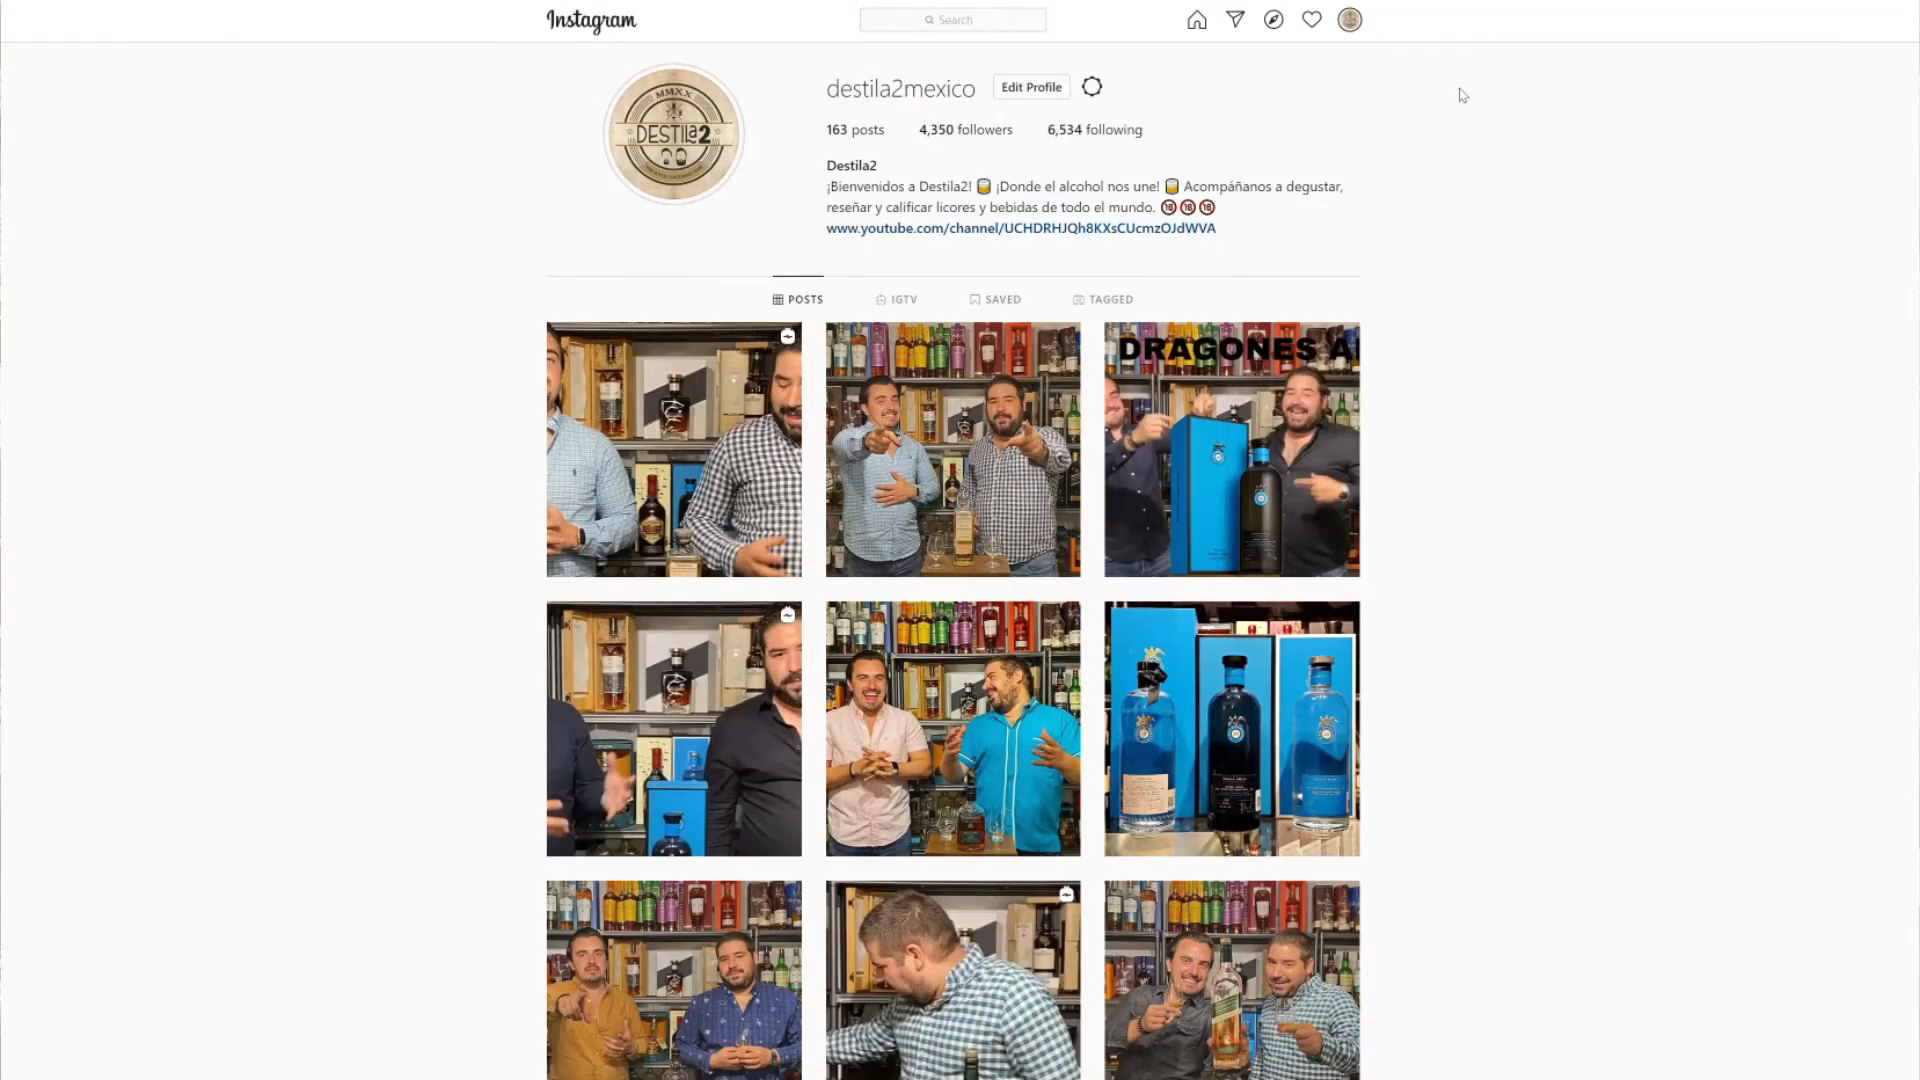 Instagram
Search
destila2mexico
Edit Profile
163 posts
4,350 followers
6,534 following
MMXX
DESTILa2
Destila2
¡Bienvenidos a Destila2! 🥃 ¡Donde el alcohol nos une! 🥃 Acompáñanos a degustar,
reseñar y calificar licores y bebidas de todo el mundo. 🔞🔞🔞
www.youtube.com/channel/UCHDRHJQh8KXsCUcmzOJdWVA
POSTS
IGTV
SAVED
TAGGED
DRAGONES A